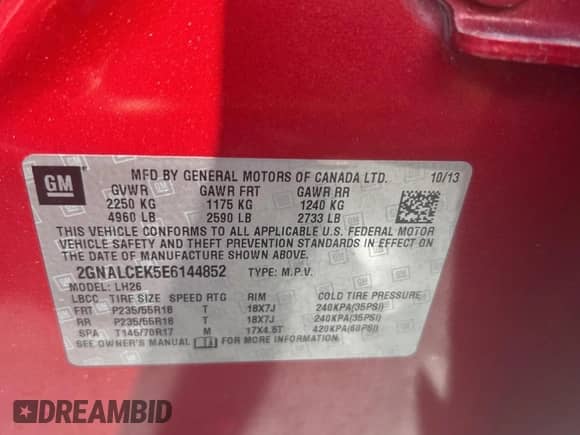 GM
MFD BY GENERAL MOTORS OF CANADA LTD. 10/13
GVWR GAWR FRT GAWR RR
2250 KG 1175 KG 1240 KG
4960 LB 2590 LB 2733 LB
THIS VEHICLE CONFORMS TO ALL APPLICABLE U.S. FEDERAL MOTOR
VEHICLE SAFETY AND THEFT PREVENTION STANDARDS IN EFFECT ON
THE DATE OF MANUFACTURE SHOWN ABOVE.
2GNALCEK5E6144852 TYPE: M.P.V.
MODEL: LH26
LBCC: TIRE SIZE SPEED RTG RIM COLD TIRE PRESSURE
FRT P235/55R18 T 18X7J 240KPA(35PSI)
RR P235/55R18 T 18X7J 240KPA(35PSI)
SPA T145/70R17 M 17X4.5T 420KPA(60PSI)
SEE OWNER'S MANUAL FOR MORE INFORMATION
DREAMBID